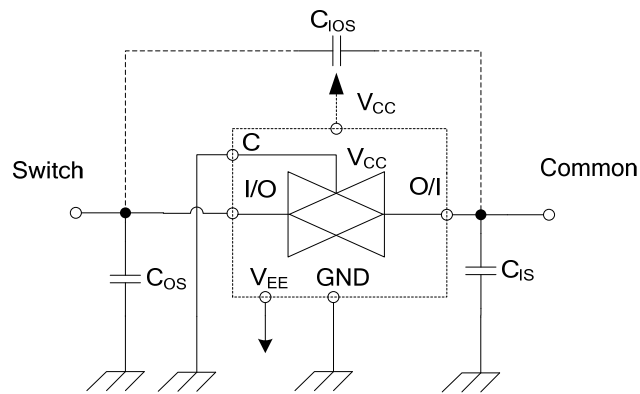 C_IOS
V_CC
C
V_CC
Switch
Common
I/O
O/I
C_OS
V_EE
GND
C_IS